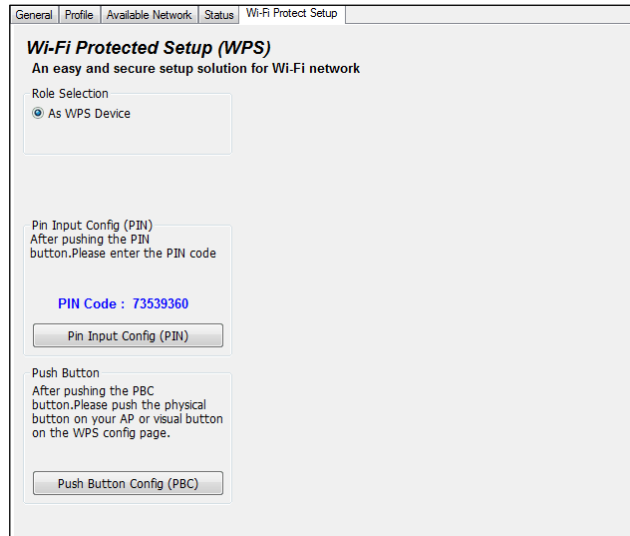 General Profile Available Network Status Wi-Fi Protect Setup
Wi-Fi Protected Setup (WPS)
An easy and secure setup solution for Wi-Fi network
Role Selection
As WPS Device
Pin Input Config (PIN)
After pushing the PIN
button.Please enter the PIN code
PIN Code : 73539360
Pin Input Config (PIN)
Push Button
After pushing the PBC
button.Please push the physical
button on your AP or visual button
on the WPS config page.
Push Button Config (PBC)